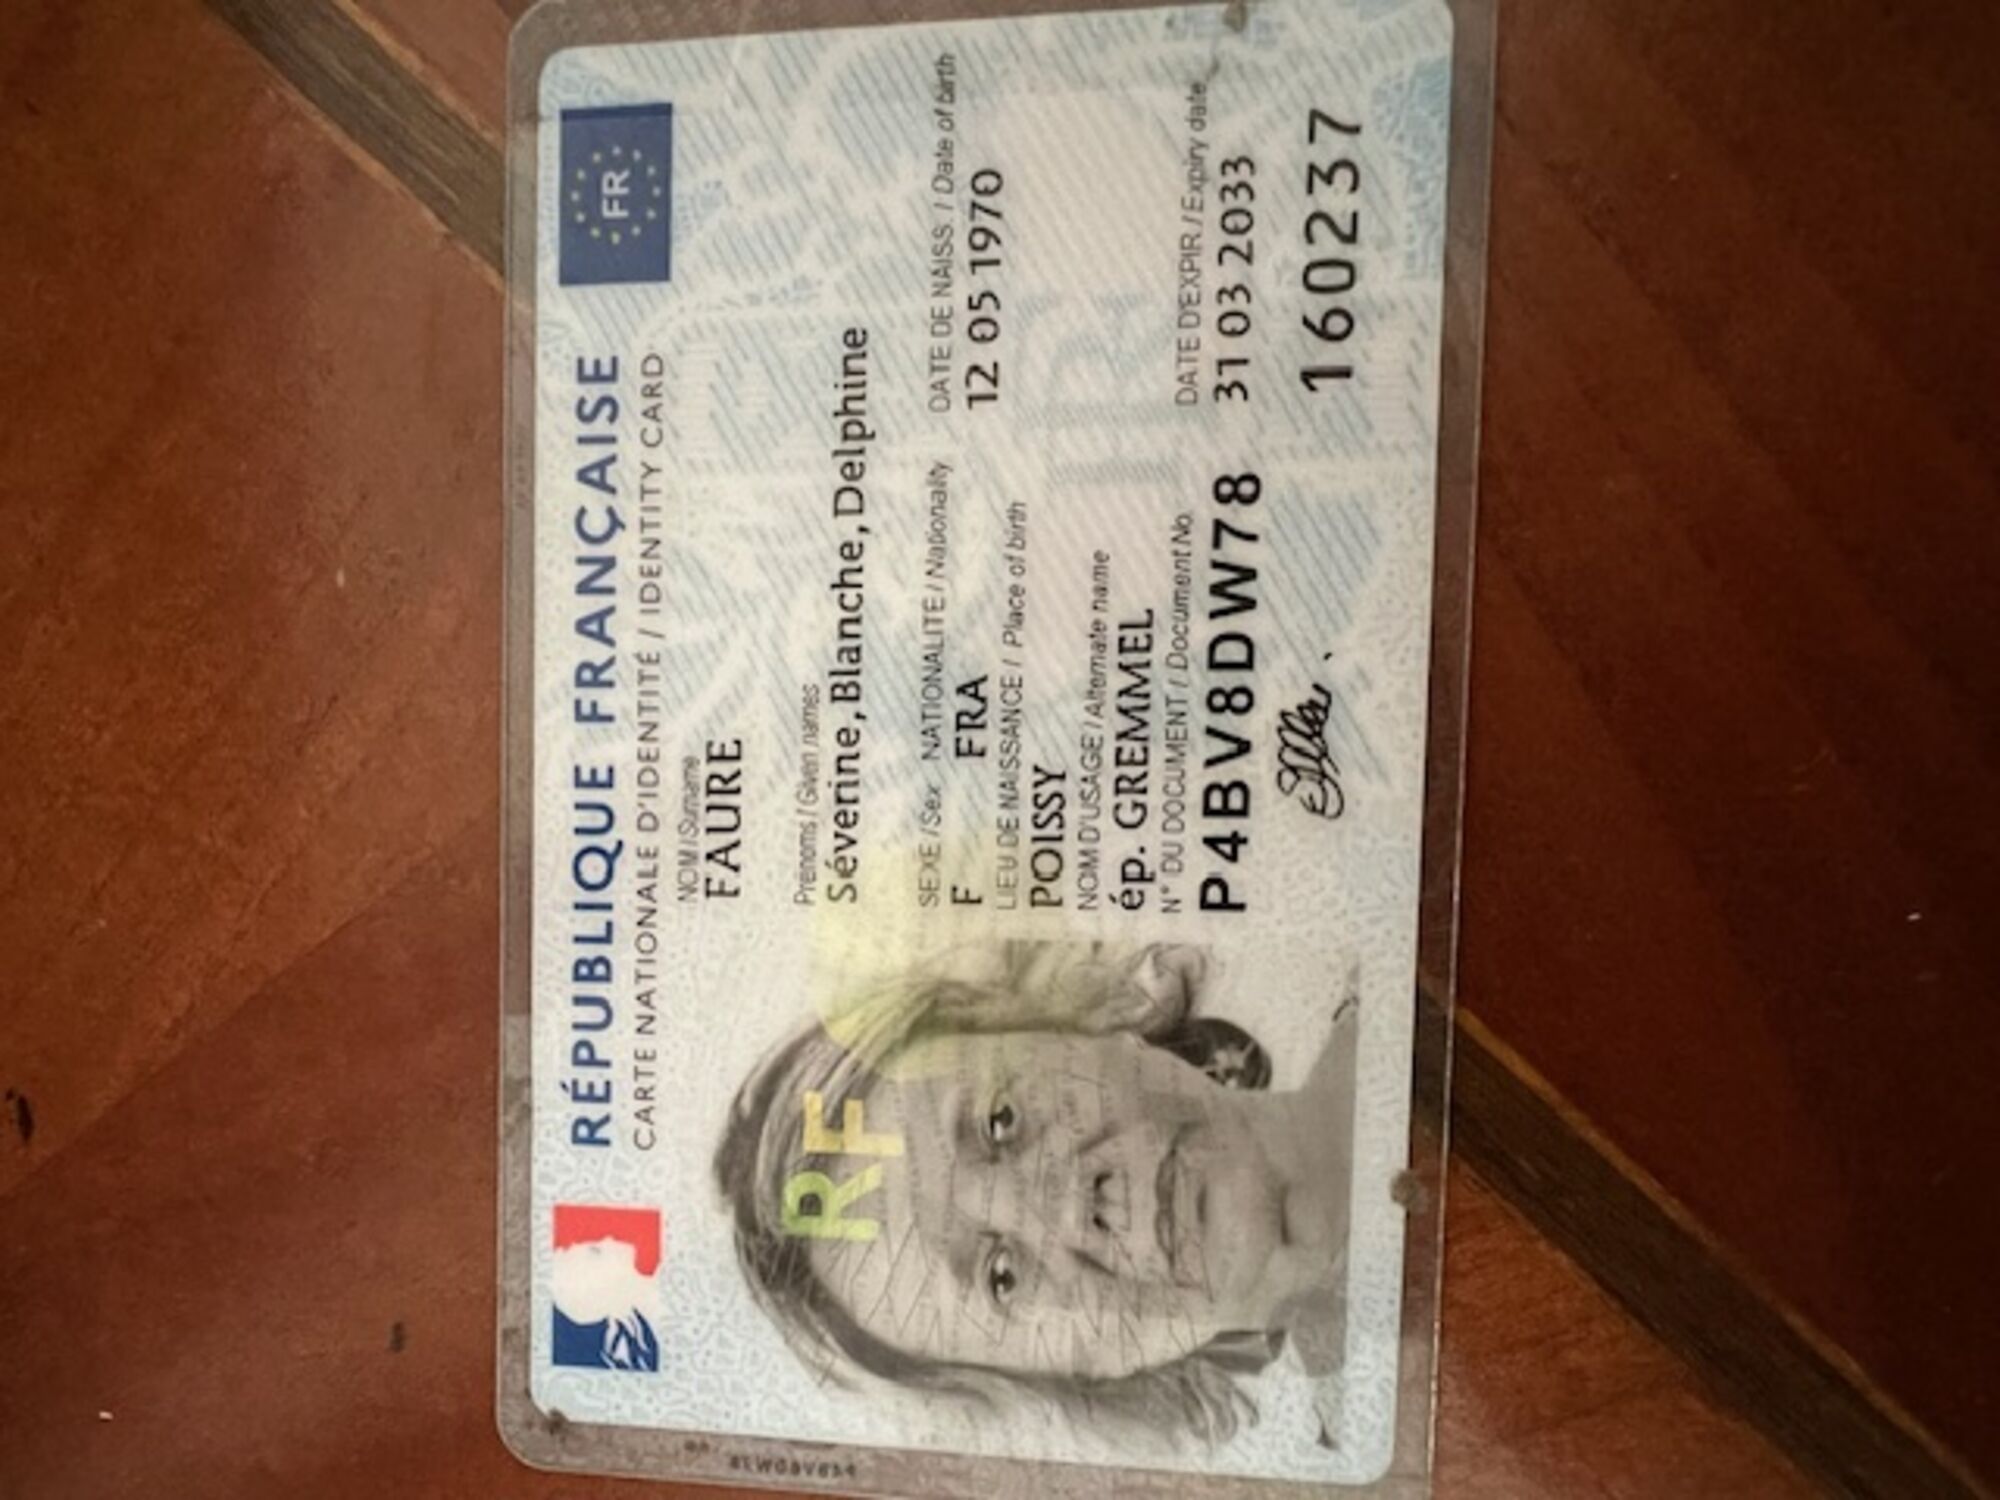 RÉPUBLIQUE FRANÇAISE
FR
CARTE NATIONALE D'IDENTITÉ / IDENTITY CARD
NOM / Surname
FAURE
Prénoms / Given names
Séverine, Blanche, Delphine
SEXE / Sex NATIONALITÉ / Nationality DATE DE NAISS. / Date of birth
F FRA 12 05 1970
LIEU DE NAISSANCE / Place of birth
POISSY
NOM D'USAGE / Alternate name
ép. GREMMEL
N° DU DOCUMENT / Document No. DATE D'EXPIR / Expiry date
P4BV8DW78 31 03 2033
160237
RF